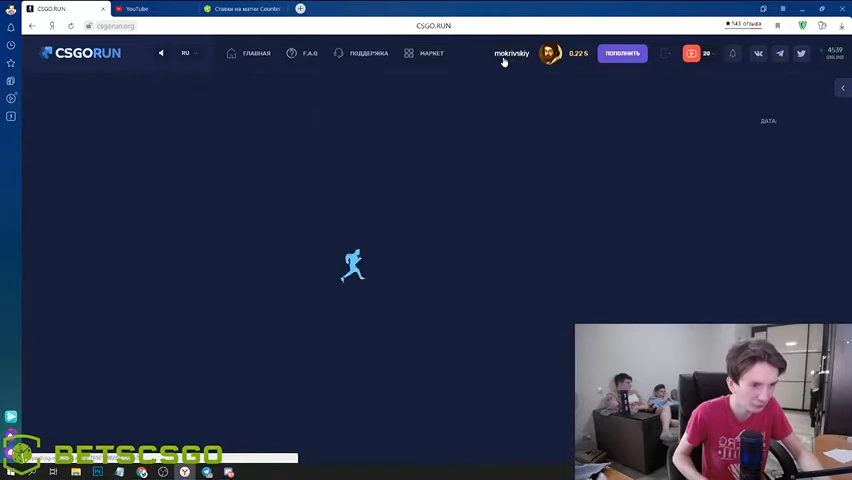 CSGO.RUN
YouTube
Ставки на матчи Counter
csgorun.org
CSGO.RUN
543 отзыва
CSGORUN
RU
ГЛАВНАЯ
F.A.Q
ПОДДЕРЖКА
МАРКЕТ
mokrivskiy
0.22 $
ПОПОЛНИТЬ
20
4539
ONLINE
ДАТА:
BETSCSGO